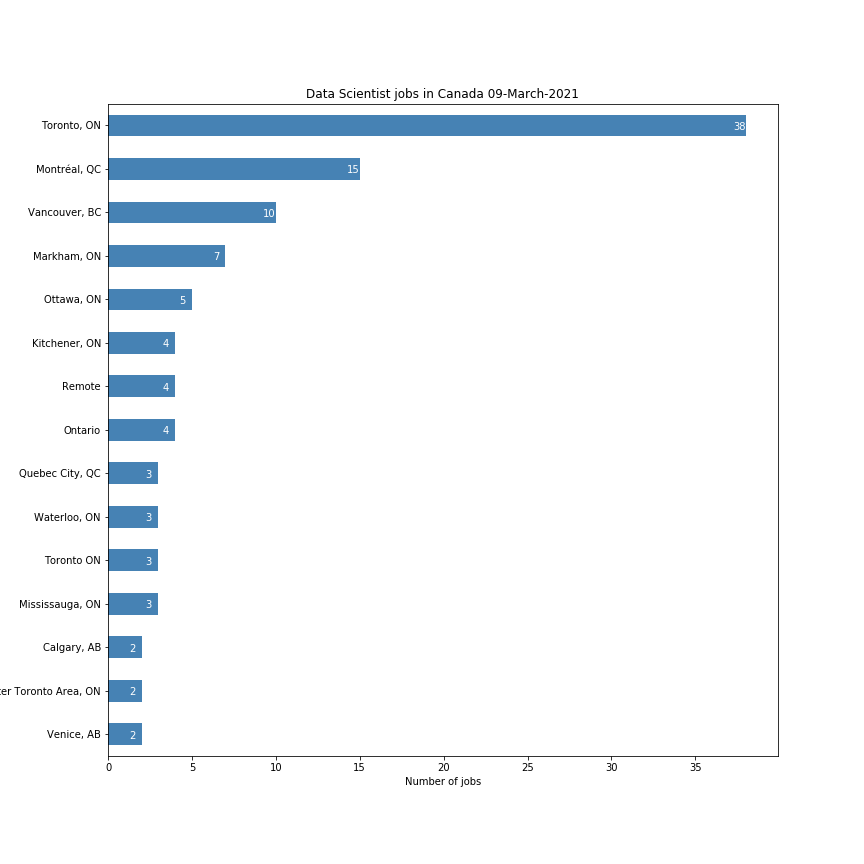 Data Scientist jobs in Canada 09-March-2021
Toronto, ON 38
Montréal, QC 15
Vancouver, BC 10
Markham, ON 7
Ottawa, ON 5
Kitchener, ON 4
Remote 4
Ontario 4
Quebec City, QC 3
Waterloo, ON 3
Toronto ON 3
Mississauga, ON 3
Calgary, AB 2
Toronto Area, ON 2
Venice, AB 2
0 5 10 15 20 25 30 35
Number of jobs